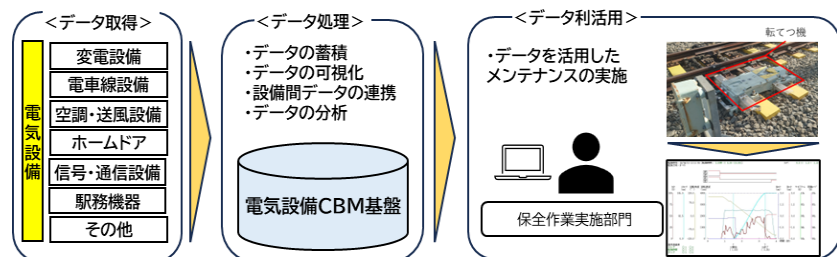 ＜データ取得＞
電気設備
変電設備
電車線設備
空調・送風設備
ホームドア
信号・通信設備
駅務機器
その他
＜データ処理＞
・データの蓄積
・データの可視化
・設備間データの連携
・データの分析
電気設備CBM基盤
＜データ利活用＞
・データを活用した
メンテナンスの実施
保全作業実施部門
転てつ機